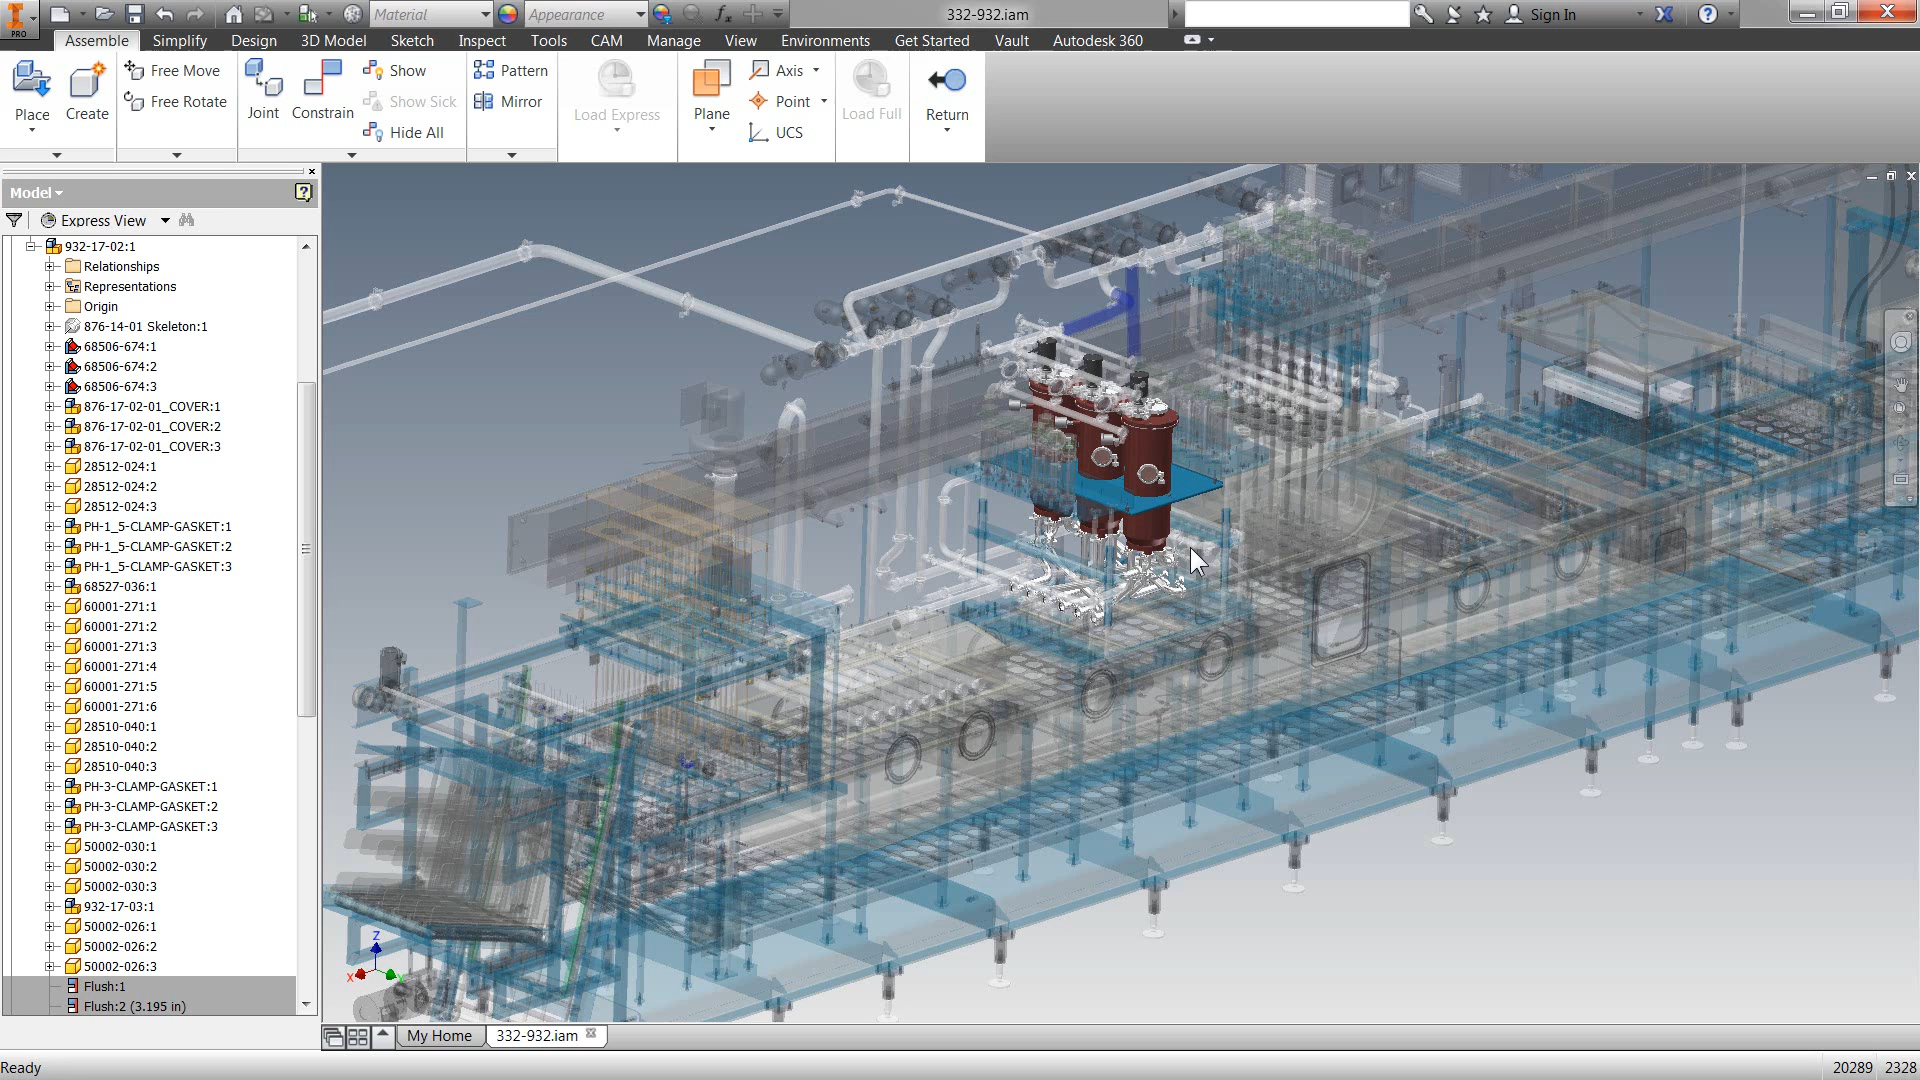 PRO
Material
Appearance
fx
332-932.iam
Sign In
Assemble
Simplify
Design
3D Model
Sketch
Inspect
Tools
CAM
Manage
View
Environments
Get Started
Vault
Autodesk 360
Place
Create
Free Move
Free Rotate
Joint
Constrain
Show
Show Sick
Hide All
Pattern
Mirror
Load Express
Plane
Axis
Point
UCS
Load Full
Return
Model
Express View
932-17-02:1
Relationships
Representations
Origin
876-14-01 Skeleton:1
68506-674:1
68506-674:2
68506-674:3
876-17-02-01_COVER:1
876-17-02-01_COVER:2
876-17-02-01_COVER:3
28512-024:1
28512-024:2
28512-024:3
PH-1_5-CLAMP-GASKET:1
PH-1_5-CLAMP-GASKET:2
PH-1_5-CLAMP-GASKET:3
68527-036:1
60001-271:1
60001-271:2
60001-271:3
60001-271:4
60001-271:5
60001-271:6
28510-040:1
28510-040:2
28510-040:3
PH-3-CLAMP-GASKET:1
PH-3-CLAMP-GASKET:2
PH-3-CLAMP-GASKET:3
50002-030:1
50002-030:2
50002-030:3
932-17-03:1
50002-026:1
50002-026:2
50002-026:3
Flush:1
Flush:2 (3.195 in)
Z
X
Y
My Home
332-932.iam
Ready
20289 2328